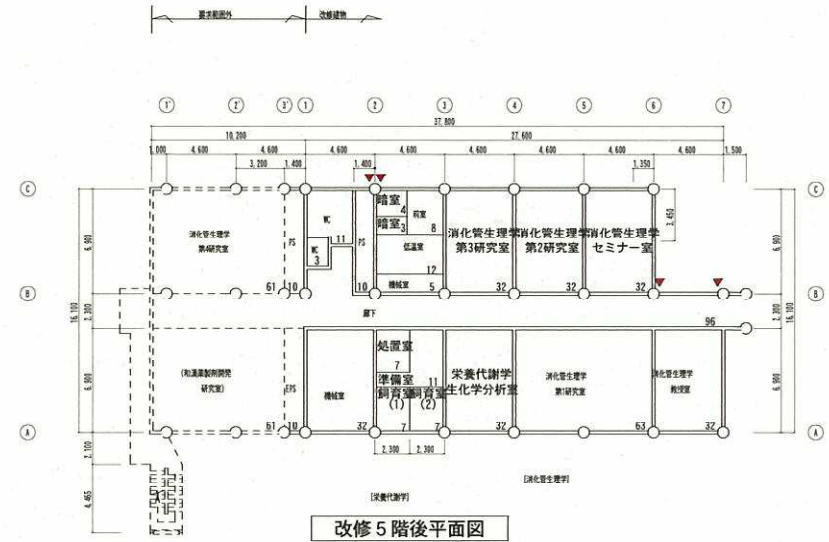 要求範囲外 改修建物
1' 2' 3' 1 2 3 4 5 6 7
37,800
10,200 27,600
1,000 4,600 4,600 4,600 4,600 4,600 4,600 4,600 4,600 1,500
3,200 1,400 1,400 1,350
C C
暗室 4
前室 8
暗室 3
WC
WC 3
11
PS 10
PS 10
低温室 12
機械室 5
消化管生理学
第4研究室
61
消化管生理学
第3研究室
32
消化管生理学
第2研究室
32
消化管生理学
セミナー室
32
3,450
6,900 6,900
B B
16,100 2,300 2,300 16,100
廊下
96
(和漢薬製剤開発
研究室)
61
EPS 10
機械室
32
処置室
7
準備室
11
飼育室
(1)
7
飼育室
(2)
7
栄養代謝学
生化学分析室
32
消化管生理学
第1研究室
63
消化管生理学
教授室
32
6,900 6,900
A A
2,300 2,300
2,100
4,465
[消化管生理学]
[栄養代謝学]
改修5階後平面図